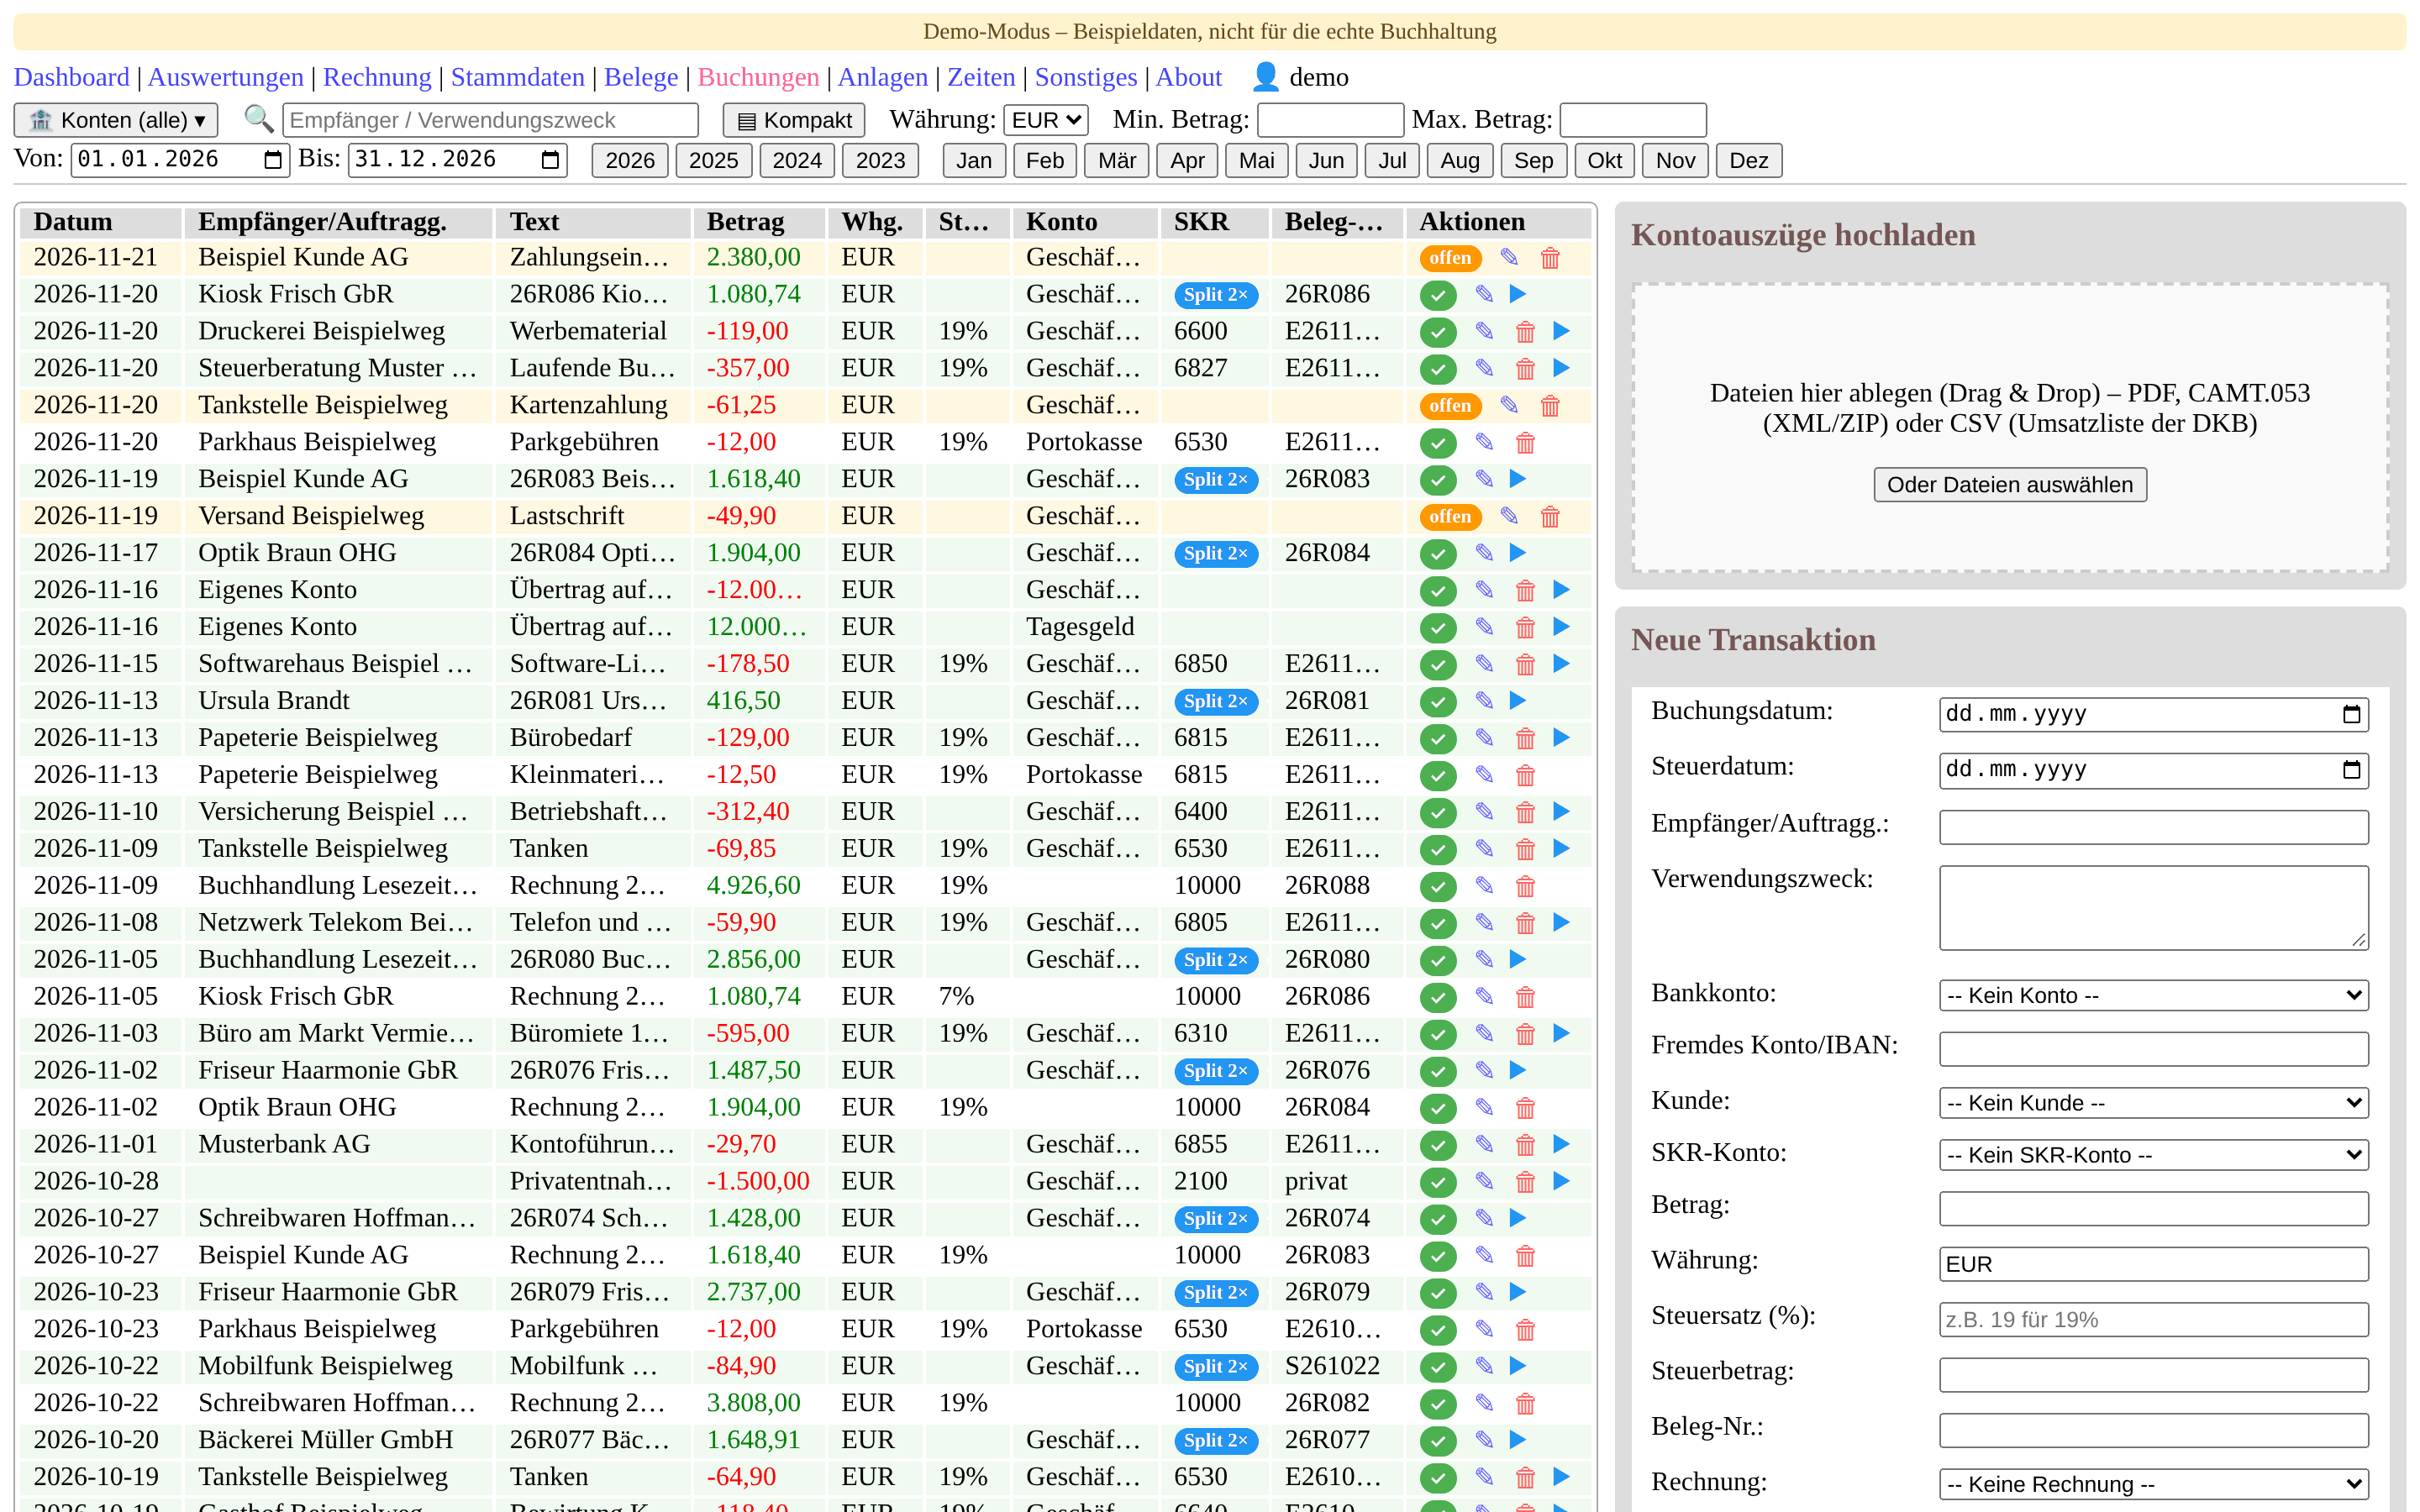 Demo-Modus – Beispieldaten, nicht für die echte Buchhaltung
Dashboard | Auswertungen | Rechnung | Stammdaten | Belege | Buchungen | Anlagen | Zeiten | Sonstiges | About demo
Konten (alle) ▾ Empfänger / Verwendungszweck Kompakt Währung: EUR Min. Betrag: Max. Betrag:
Von: 01.01.2026 Bis: 31.12.2026 2026 2025 2024 2023 Jan Feb Mär Apr Mai Jun Jul Aug Sep Okt Nov Dez
Datum Empfänger/Auftragg. Text Betrag Whg. St… Konto SKR Beleg-… Aktionen
2026-11-21 Beispiel Kunde AG Zahlungsein… 2.380,00 EUR Geschäf… offen
2026-11-20 Kiosk Frisch GbR 26R086 Kio… 1.080,74 EUR Geschäf… Split 2× 26R086
2026-11-20 Druckerei Beispielweg Werbematerial -119,00 EUR 19% Geschäf… 6600 E2611…
2026-11-20 Steuerberatung Muster … Laufende Bu… -357,00 EUR 19% Geschäf… 6827 E2611…
2026-11-20 Tankstelle Beispielweg Kartenzahlung -61,25 EUR Geschäf… offen
2026-11-20 Parkhaus Beispielweg Parkgebühren -12,00 EUR 19% Portokasse 6530 E2611…
2026-11-19 Beispiel Kunde AG 26R083 Beis… 1.618,40 EUR Geschäf… Split 2× 26R083
2026-11-19 Versand Beispielweg Lastschrift -49,90 EUR Geschäf… offen
2026-11-17 Optik Braun OHG 26R084 Opti… 1.904,00 EUR Geschäf… Split 2× 26R084
2026-11-16 Eigenes Konto Übertrag auf… -12.00… EUR Geschäf…
2026-11-16 Eigenes Konto Übertrag auf… 12.000… EUR Tagesgeld
2026-11-15 Softwarehaus Beispiel … Software-Li… -178,50 EUR 19% Geschäf… 6850 E2611…
2026-11-13 Ursula Brandt 26R081 Urs… 416,50 EUR Geschäf… Split 2× 26R081
2026-11-13 Papeterie Beispielweg Bürobedarf -129,00 EUR 19% Geschäf… 6815 E2611…
2026-11-13 Papeterie Beispielweg Kleinmateri… -12,50 EUR 19% Portokasse 6815 E2611…
2026-11-10 Versicherung Beispiel … Betriebshaft… -312,40 EUR Geschäf… 6400 E2611…
2026-11-09 Tankstelle Beispielweg Tanken -69,85 EUR 19% Geschäf… 6530 E2611…
2026-11-09 Buchhandlung Lesezeit… Rechnung 2… 4.926,60 EUR 19% 10000 26R088
2026-11-08 Netzwerk Telekom Bei… Telefon und … -59,90 EUR 19% Geschäf… 6805 E2611…
2026-11-05 Buchhandlung Lesezeit… 26R080 Buc… 2.856,00 EUR Geschäf… Split 2× 26R080
2026-11-05 Kiosk Frisch GbR Rechnung 2… 1.080,74 EUR 7% 10000 26R086
2026-11-03 Büro am Markt Vermie… Büromiete 1… -595,00 EUR 19% Geschäf… 6310 E2611…
2026-11-02 Friseur Haarmonie GbR 26R076 Fris… 1.487,50 EUR Geschäf… Split 2× 26R076
2026-11-02 Optik Braun OHG Rechnung 2… 1.904,00 EUR 19% 10000 26R084
2026-11-01 Musterbank AG Kontoführun… -29,70 EUR Geschäf… 6855 E2611…
2026-10-28 Privatentnah… -1.500,00 EUR Geschäf… 2100 privat
2026-10-27 Schreibwaren Hoffman… 26R074 Sch… 1.428,00 EUR Geschäf… Split 2× 26R074
2026-10-27 Beispiel Kunde AG Rechnung 2… 1.618,40 EUR 19% 10000 26R083
2026-10-23 Friseur Haarmonie GbR 26R079 Fris… 2.737,00 EUR Geschäf… Split 2× 26R079
2026-10-23 Parkhaus Beispielweg Parkgebühren -12,00 EUR 19% Portokasse 6530 E2610…
2026-10-22 Mobilfunk Beispielweg Mobilfunk … -84,90 EUR Geschäf… Split 2× S261022
2026-10-22 Schreibwaren Hoffman… Rechnung 2… 3.808,00 EUR 19% 10000 26R082
2026-10-20 Bäckerei Müller GmbH 26R077 Bäc… 1.648,91 EUR Geschäf… Split 2× 26R077
2026-10-19 Tankstelle Beispielweg Tanken -64,90 EUR 19% Geschäf… 6530 E2610…
2026-10-19 Gasthof Beispielweg Bewirtung K… -118,40 EUR 19% Geschäf… 6640 E2610…
Kontoauszüge hochladen
Dateien hier ablegen (Drag & Drop) – PDF, CAMT.053
(XML/ZIP) oder CSV (Umsatzliste der DKB)
Oder Dateien auswählen
Neue Transaktion
Buchungsdatum: dd.mm.yyyy
Steuerdatum: dd.mm.yyyy
Empfänger/Auftragg.:
Verwendungszweck:
Bankkonto: -- Kein Konto --
Fremdes Konto/IBAN:
Kunde: -- Kein Kunde --
SKR-Konto: -- Kein SKR-Konto --
Betrag:
Währung: EUR
Steuersatz (%): z.B. 19 für 19%
Steuerbetrag:
Beleg-Nr.:
Rechnung: -- Keine Rechnung --